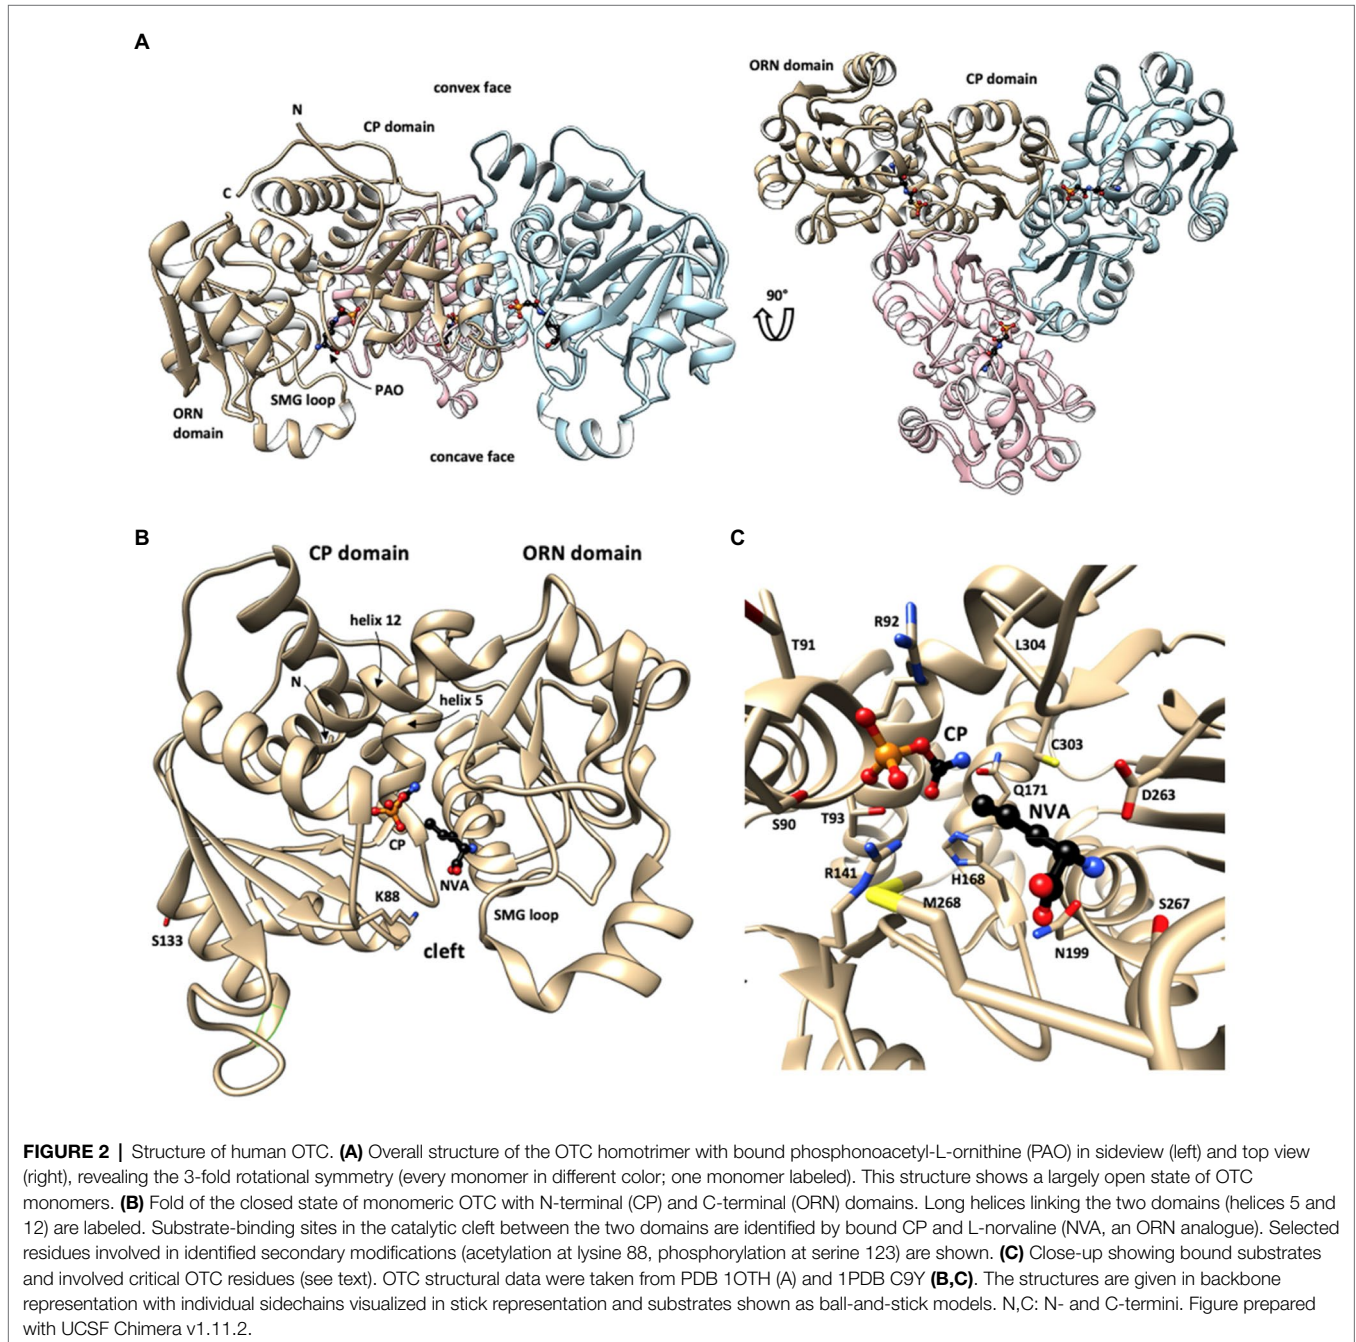 A
convex face
N
CP domain
C
PAO
SMG loop
ORN
domain
concave face
ORN domain
CP domain
90°
B
CP domain
ORN domain
helix 12
N
helix 5
CP
NVA
K88
SMG loop
S133
cleft
C
R92
T91
L304
CP
C303
Q171
D263
NVA
S90
T93
R141
H168
M268
S267
N199
FIGURE 2 | Structure of human OTC. (A) Overall structure of the OTC homotrimer with bound phosphonoacetyl-L-ornithine (PAO) in sideview (left) and top view
(right), revealing the 3-fold rotational symmetry (every monomer in different color; one monomer labeled). This structure shows a largely open state of OTC
monomers. (B) Fold of the closed state of monomeric OTC with N-terminal (CP) and C-terminal (ORN) domains. Long helices linking the two domains (helices 5 and
12) are labeled. Substrate-binding sites in the catalytic cleft between the two domains are identified by bound CP and L-norvaline (NVA, an ORN analogue). Selected
residues involved in identified secondary modifications (acetylation at lysine 88, phosphorylation at serine 123) are shown. (C) Close-up showing bound substrates
and involved critical OTC residues (see text). OTC structural data were taken from PDB 1OTH (A) and 1PDB C9Y (B,C). The structures are given in backbone
representation with individual sidechains visualized in stick representation and substrates shown as ball-and-stick models. N,C: N- and C-termini. Figure prepared
with UCSF Chimera v1.11.2.